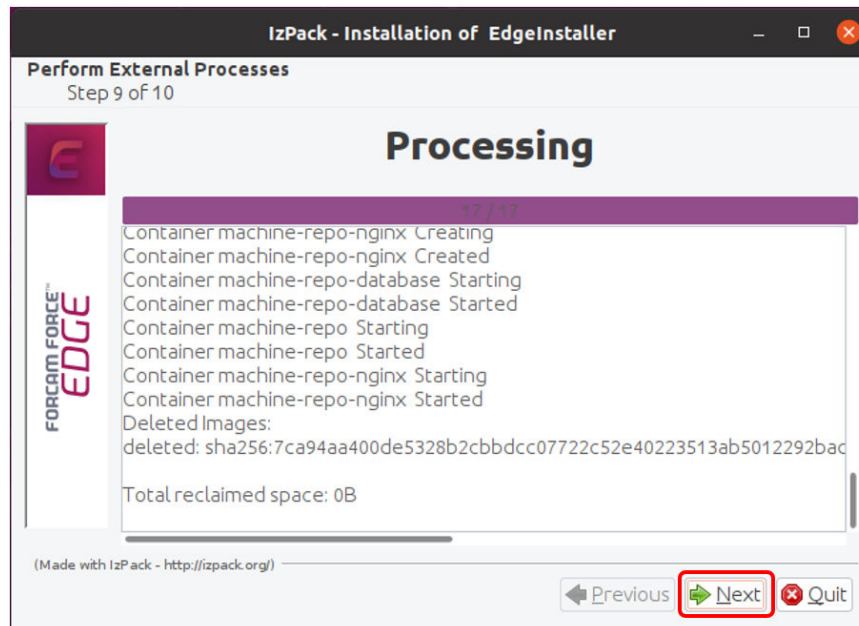 IzPack - Installation of EdgeInstaller
Perform External Processes
Step 9 of 10
Processing
17 / 17
Container machine-repo-nginx Creating
Container machine-repo-nginx Created
Container machine-repo-database Starting
Container machine-repo-database Started
Container machine-repo Starting
Container machine-repo Started
Container machine-repo-nginx Starting
Container machine-repo-nginx Started
Deleted Images:
deleted: sha256:7ca94aa400de5328b2cbbdcc07722c52e40223513ab5012292bac
Total reclaimed space: 0B
FORCAM FORCE™
EDGE
(Made with IzPack - http://izpack.org/)
Previous Next Quit